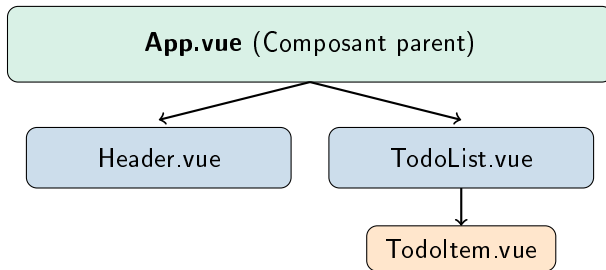 App.vue (Composant parent)
Header.vue
TodoList.vue
TodoItem.vue